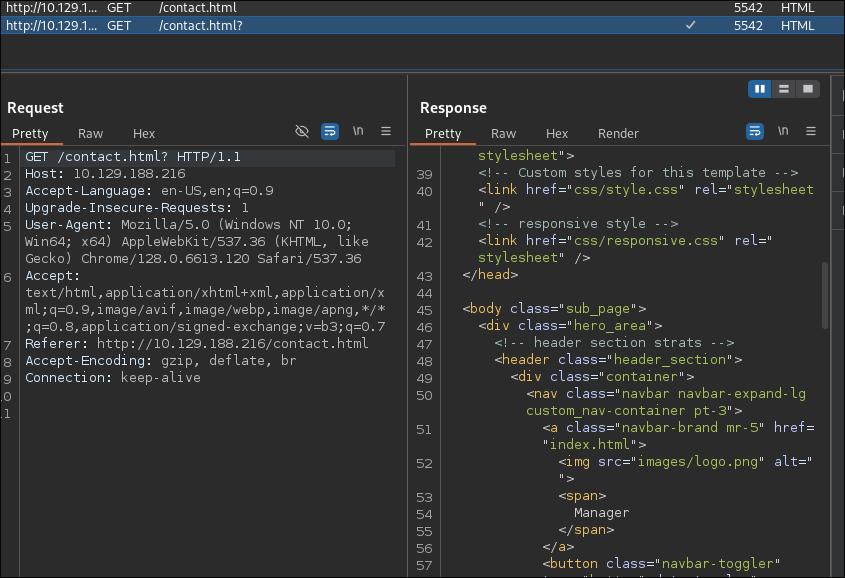 http://10.129.1... GET /contact.html 5542 HTML
http://10.129.1... GET /contact.html? ✓ 5542 HTML
Request
Pretty Raw Hex \n
1 GET /contact.html? HTTP/1.1
2 Host: 10.129.188.216
3 Accept-Language: en-US,en;q=0.9
4 Upgrade-Insecure-Requests: 1
5 User-Agent: Mozilla/5.0 (Windows NT 10.0;
Win64; x64) AppleWebKit/537.36 (KHTML, like
Gecko) Chrome/128.0.6613.120 Safari/537.36
6 Accept:
text/html,application/xhtml+xml,application/x
ml;q=0.9,image/avif,image/webp,image/apng,*/*
;q=0.8,application/signed-exchange;v=b3;q=0.7
7 Referer: http://10.129.188.216/contact.html
8 Accept-Encoding: gzip, deflate, br
9 Connection: keep-alive
0
1
Response
Pretty Raw Hex Render \n
stylesheet">
39 <!-- Custom styles for this template -->
40 <link href="css/style.css" rel="stylesheet
" />
41 <!-- responsive style -->
42 <link href="css/responsive.css" rel="
stylesheet" />
43 </head>
44
45 <body class="sub_page">
46 <div class="hero_area">
47 <!-- header section strats -->
48 <header class="header_section">
49 <div class="container">
50 <nav class="navbar navbar-expand-lg
custom_nav-container pt-3">
51 <a class="navbar-brand mr-5" href=
"index.html">
52 <img src="images/logo.png" alt="
">
53 <span>
54 Manager
55 </span>
56 </a>
57 <button class="navbar-toggler"